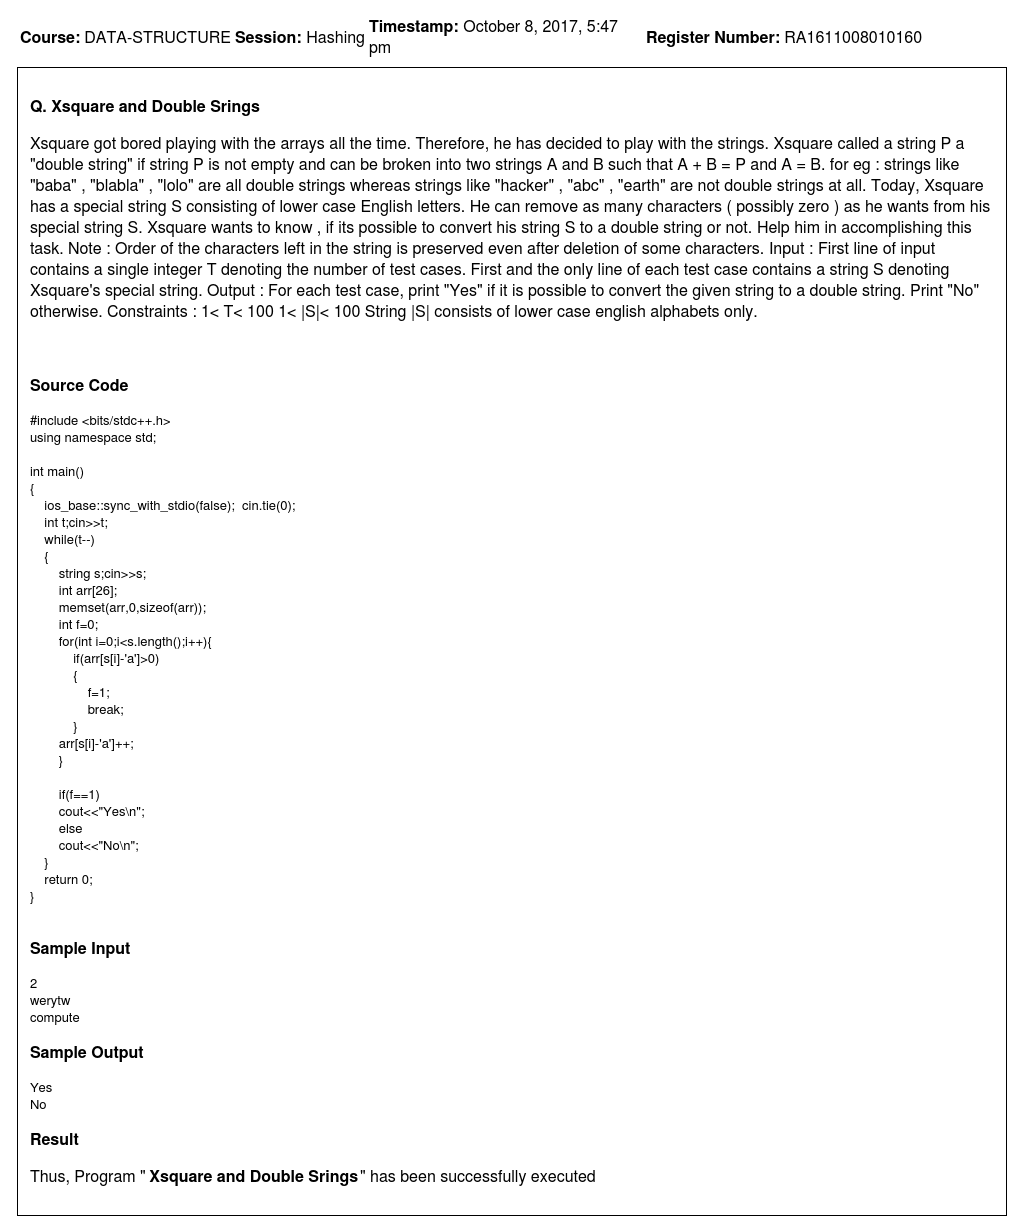 Course: DATA-STRUCTURE Session: Hashing Timestamp: October 8, 2017, 5:47 pm Register Number: RA1611008010160
Q. Xsquare and Double Srings
Xsquare got bored playing with the arrays all the time. Therefore, he has decided to play with the strings. Xsquare called a string P a
"double string" if string P is not empty and can be broken into two strings A and B such that A + B = P and A = B. for eg : strings like
"baba" , "blabla" , "lolo" are all double strings whereas strings like "hacker" , "abc" , "earth" are not double strings at all. Today, Xsquare
has a special string S consisting of lower case English letters. He can remove as many characters ( possibly zero ) as he wants from his
special string S. Xsquare wants to know , if its possible to convert his string S to a double string or not. Help him in accomplishing this
task. Note : Order of the characters left in the string is preserved even after deletion of some characters. Input : First line of input
contains a single integer T denoting the number of test cases. First and the only line of each test case contains a string S denoting
Xsquare's special string. Output : For each test case, print "Yes" if it is possible to convert the given string to a double string. Print "No"
otherwise. Constraints : 1< T< 100 1< |S|< 100 String |S| consists of lower case english alphabets only.
Source Code
#include <bits/stdc++.h>
using namespace std;
int main()
{
    ios_base::sync_with_stdio(false);  cin.tie(0);
    int t;cin>>t;
    while(t--)
    {
        string s;cin>>s;
        int arr[26];
        memset(arr,0,sizeof(arr));
        int f=0;
        for(int i=0;i<s.length();i++){
            if(arr[s[i]-'a']>0)
            {
                f=1;
                break;
            }
        arr[s[i]-'a']++;
        }
        if(f==1)
        cout<<"Yes\n";
        else
        cout<<"No\n";
    }
    return 0;
}
Sample Input
2
werytw
compute
Sample Output
Yes
No
Result
Thus, Program " Xsquare and Double Srings" has been successfully executed